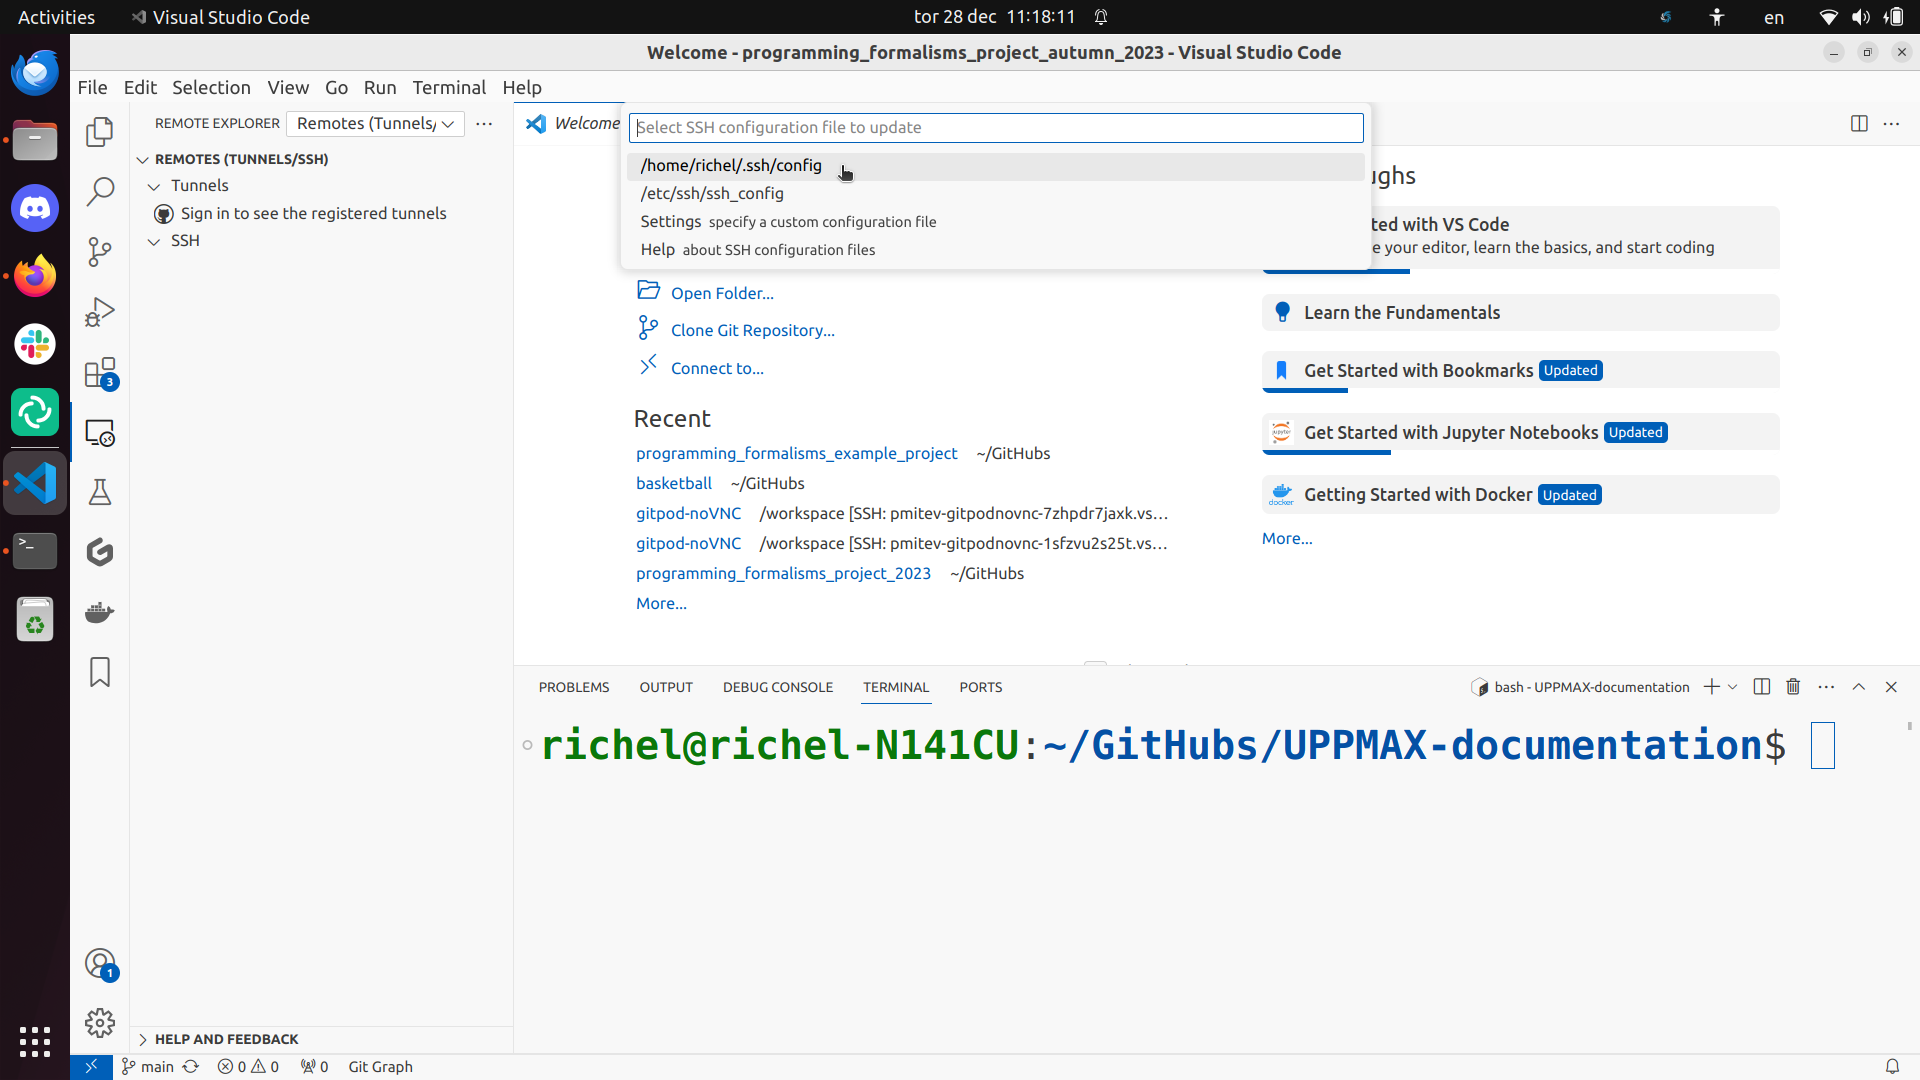 Activities
Visual Studio Code
tor 28 dec 11:18:11
en
Welcome - programming_formalisms_project_autumn_2023 - Visual Studio Code
File Edit Selection View Go Run Terminal Help
REMOTE EXPLORER
Remotes (Tunnels/
REMOTES (TUNNELS/SSH)
Tunnels
Sign in to see the registered tunnels
SSH
3
1
HELP AND FEEDBACK
Welcome
Select SSH configuration file to update
/home/richel/.ssh/config
/etc/ssh/ssh_config
Settings specify a custom configuration file
Help about SSH configuration files
Open Folder...
Clone Git Repository...
Connect to...
Recent
programming_formalisms_example_project ~/GitHubs
basketball ~/GitHubs
gitpod-noVNC /workspace [SSH: pmitev-gitpodnovnc-7zhpdr7jaxk.vs...
gitpod-noVNC /workspace [SSH: pmitev-gitpodnovnc-1sfzvu2s25t.vs...
programming_formalisms_project_2023 ~/GitHubs
More...
ughs
ted with VS Code
e your editor, learn the basics, and start coding
Learn the Fundamentals
Get Started with Bookmarks Updated
jupyter
Get Started with Jupyter Notebooks Updated
docker
Getting Started with Docker Updated
More...
PROBLEMS OUTPUT DEBUG CONSOLE TERMINAL PORTS
bash - UPPMAX-documentation
richel@richel-N141CU:~/GitHubs/UPPMAX-documentation$
main
0 0
0
Git Graph